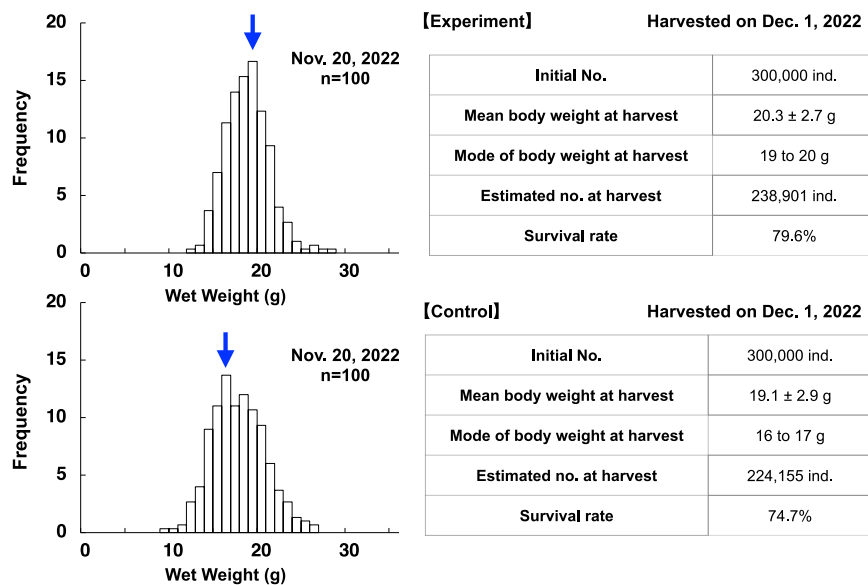 20
15
10
5
0
Frequency
0 10 20 30
Wet Weight (g)
Nov. 20, 2022
n=100
【Experiment】 Harvested on Dec. 1, 2022
Initial No. 300,000 ind.
Mean body weight at harvest 20.3 ± 2.7 g
Mode of body weight at harvest 19 to 20 g
Estimated no. at harvest 238,901 ind.
Survival rate 79.6%
20
15
10
5
0
Frequency
0 10 20 30
Wet Weight (g)
Nov. 20, 2022
n=100
【Control】 Harvested on Dec. 1, 2022
Initial No. 300,000 ind.
Mean body weight at harvest 19.1 ± 2.9 g
Mode of body weight at harvest 16 to 17 g
Estimated no. at harvest 224,155 ind.
Survival rate 74.7%